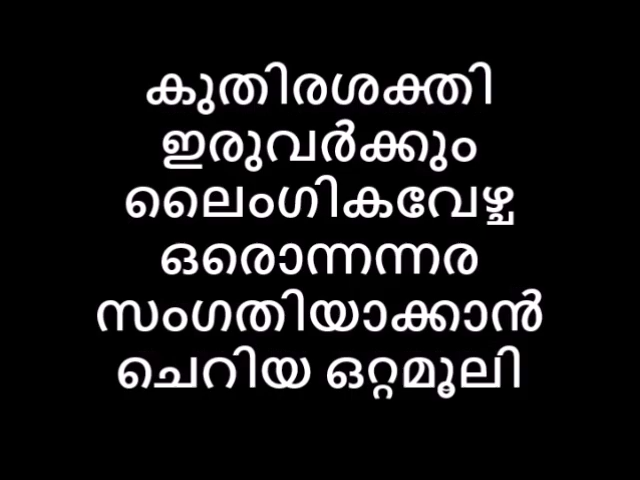 കുതിരശക്തി
ഇരുവർക്കും
ലൈംഗികവേഴ്ച
ഒരൊന്നന്നര
സംഗതിയാക്കാൻ
ചെറിയ ഒറ്റമൂലി